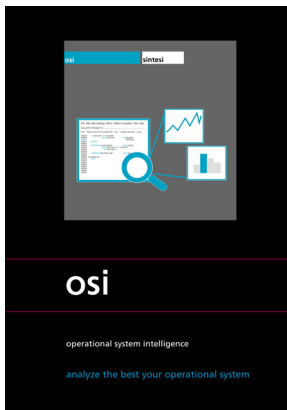 osi
sintesi
osi
operational system intelligence
analyze the best your operational system